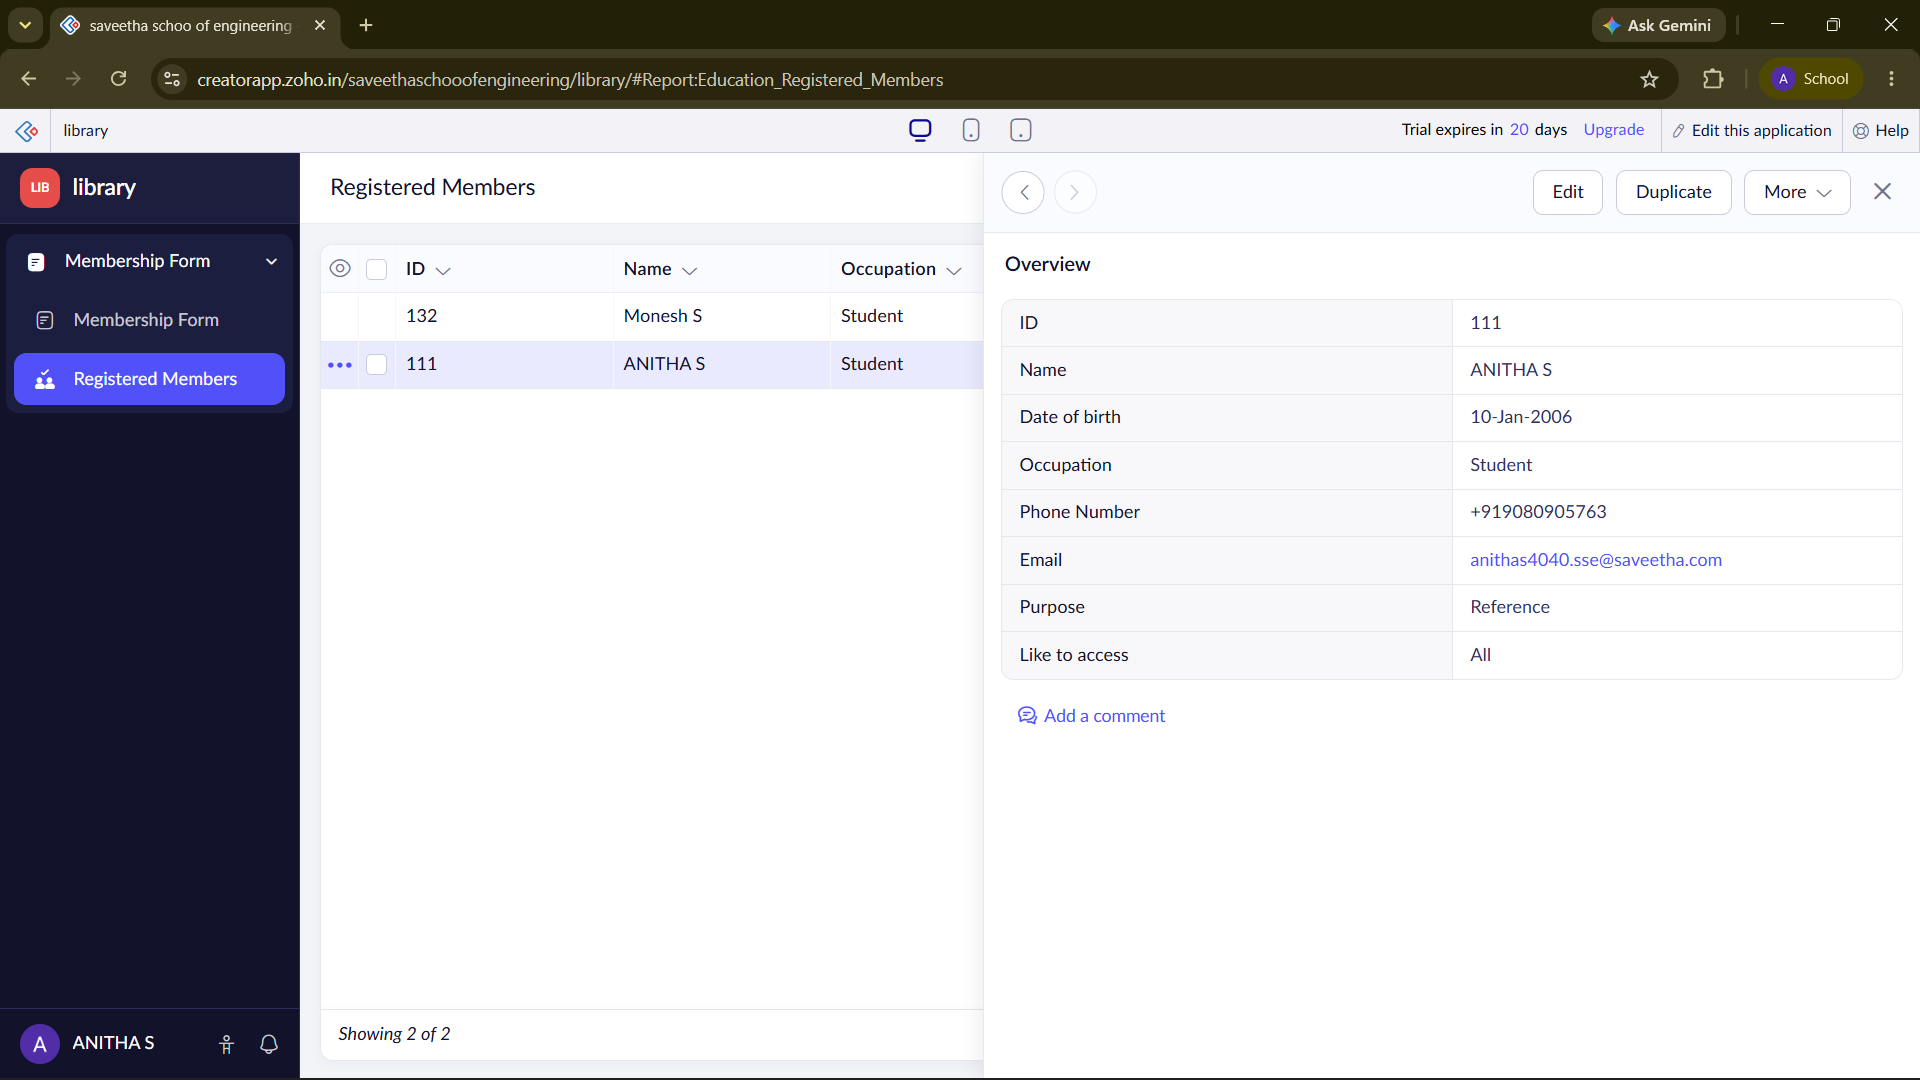 saveetha schoo of engineering
Ask Gemini
creatorapp.zoho.in/saveethaschooofengineering/library/#Report:Education_Registered_Members
A School
library
Trial expires in 20 days Upgrade
Edit this application
Help
LIB library
Membership Form
Membership Form
Registered Members
Registered Members
ID Name Occupation
132 Monesh S Student
111 ANITHA S Student
Showing 2 of 2
Edit Duplicate More
Overview
ID 111
Name ANITHA S
Date of birth 10-Jan-2006
Occupation Student
Phone Number +919080905763
Email anithas4040.sse@saveetha.com
Purpose Reference
Like to access All
Add a comment
A ANITHA S